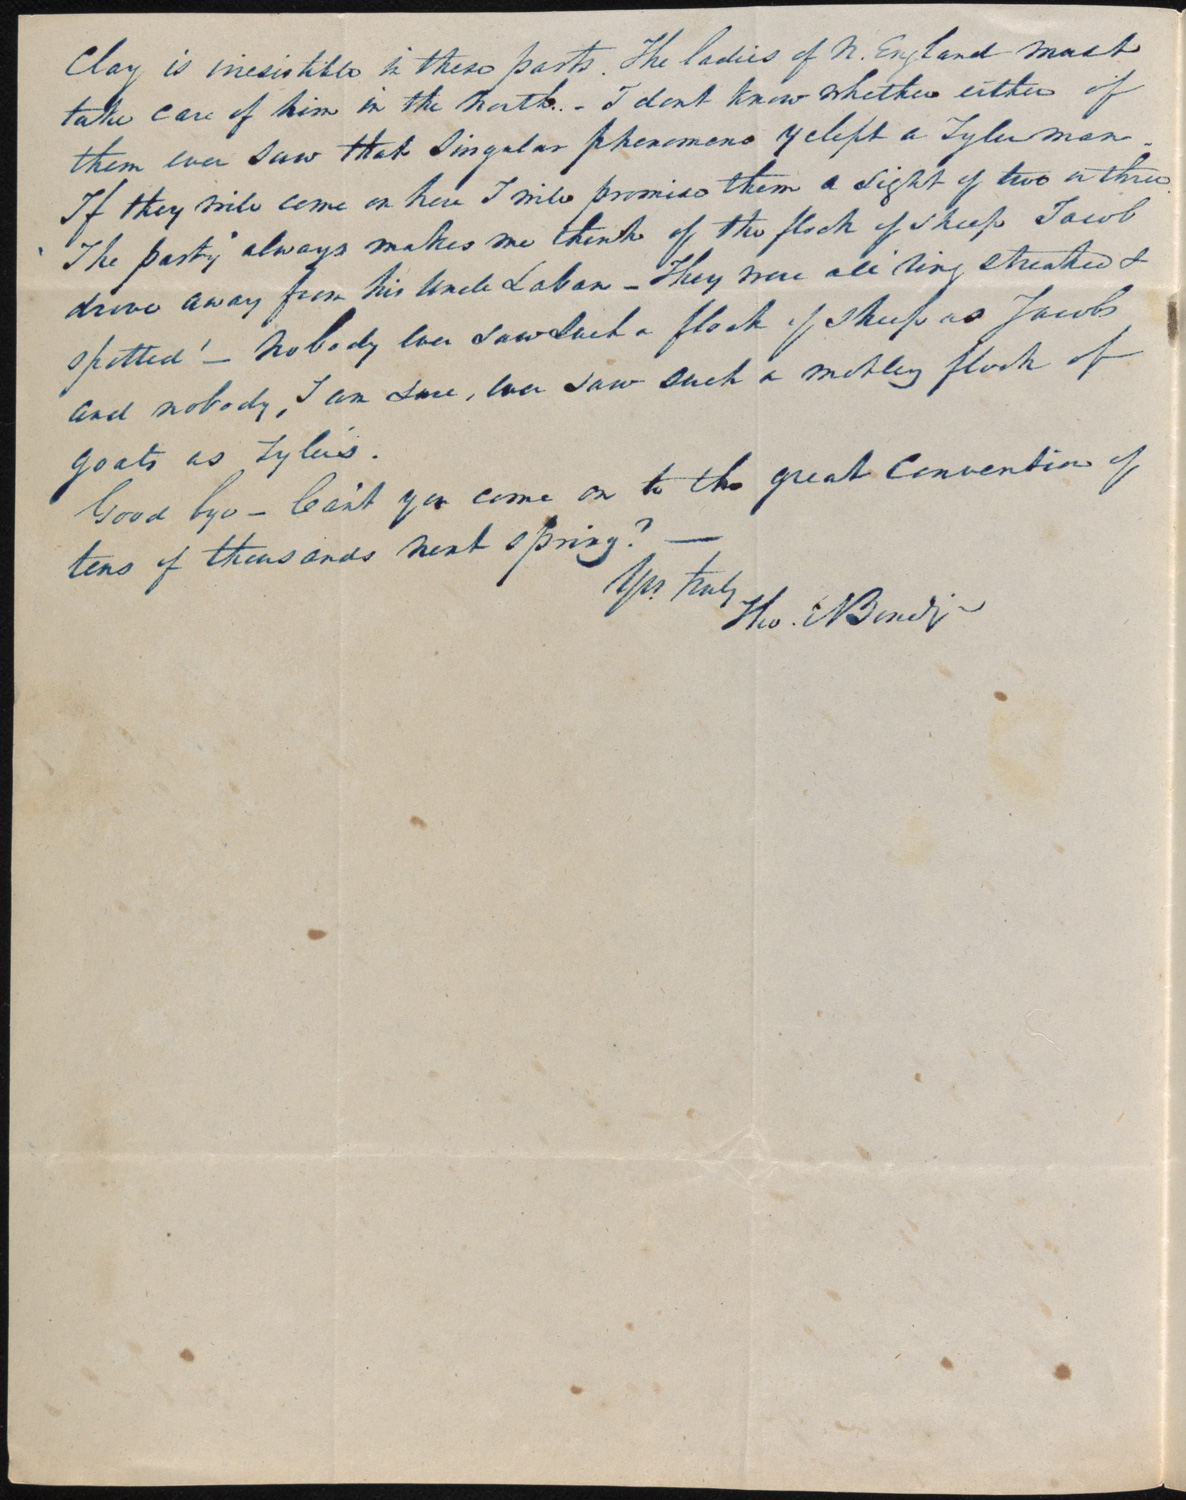 Clay is irresistible in these parts. The ladies of N. England must
take care of him in the North. - I dont know whether either of
them ever saw that singular phenomeno yclept a Tyler man -
If they will come on here I will promise them a sight of two or three.
"The party" always makes me think of the flock of sheep Jacob
drove away from his Uncle Laban - They were all ring streaked &
spotted! - Nobody ever saw such a flock of sheep as Jacobs
and nobody, I am sure, ever saw such a motley flock of
goats as Tyler's.
Good bye - Can't you come on to the great Convention of
tens of thousands next spring? -
Yrs. truly
Tho.